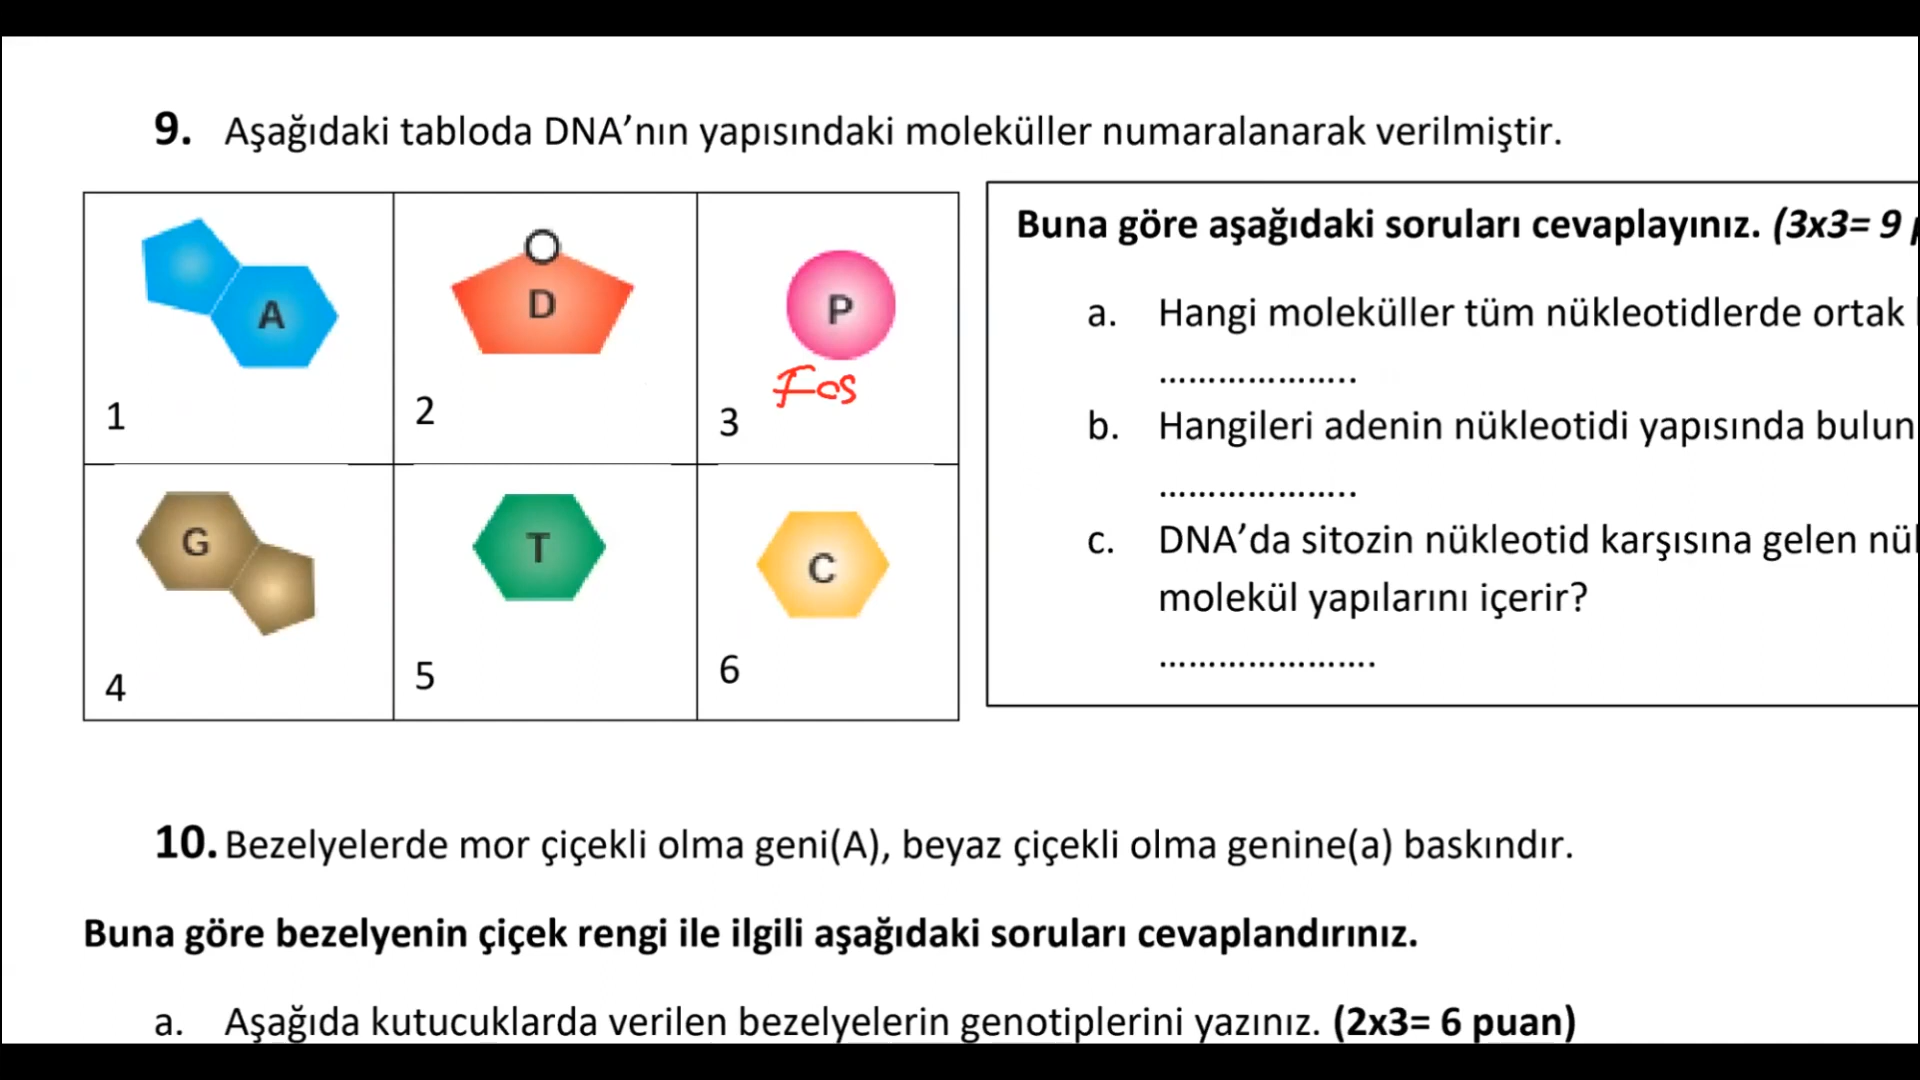 9. Aşağıdaki tabloda DNA’nın yapısındaki moleküller numaralanarak verilmiştir.
A
1
D
2
P
Fos
3
G
4
T
5
C
6
Buna göre aşağıdaki soruları cevaplayınız. (3x3= 9
a. Hangi moleküller tüm nükleotidlerde ortak
………………..
b. Hangileri adenin nükleotidi yapısında bulun
………………..
c. DNA’da sitozin nükleotid karşısına gelen nül
molekül yapılarını içerir?
………………….
10. Bezelyelerde mor çiçekli olma geni(A), beyaz çiçekli olma genine(a) baskındır.
Buna göre bezelyenin çiçek rengi ile ilgili aşağıdaki soruları cevaplandırınız.
a. Aşağıda kutucuklarda verilen bezelyelerin genotiplerini yazınız. (2x3= 6 puan)